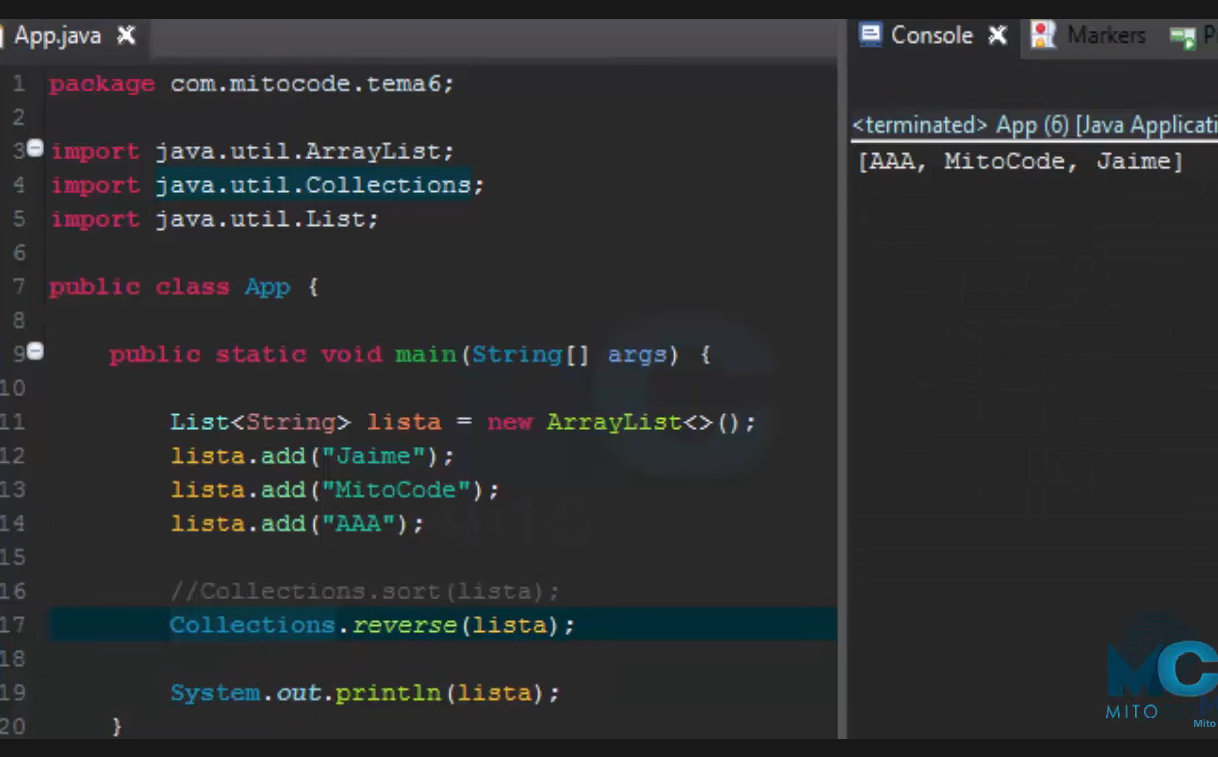 App.java
1 package com.mitocode.tema6;
2
3 import java.util.ArrayList;
4 import java.util.Collections;
5 import java.util.List;
6
7 public class App {
8
9 public static void main(String[] args) {
10
11 List<String> lista = new ArrayList<>();
12 lista.add("Jaime");
13 lista.add("MitoCode");
14 lista.add("AAA");
15
16 //Collections.sort(lista);
17 Collections.reverse(lista);
18
19 System.out.println(lista);
20 }
Console Markers P
<terminated> App (6) [Java Applicati
[AAA, MitoCode, Jaime]
MC
MITO
Mito